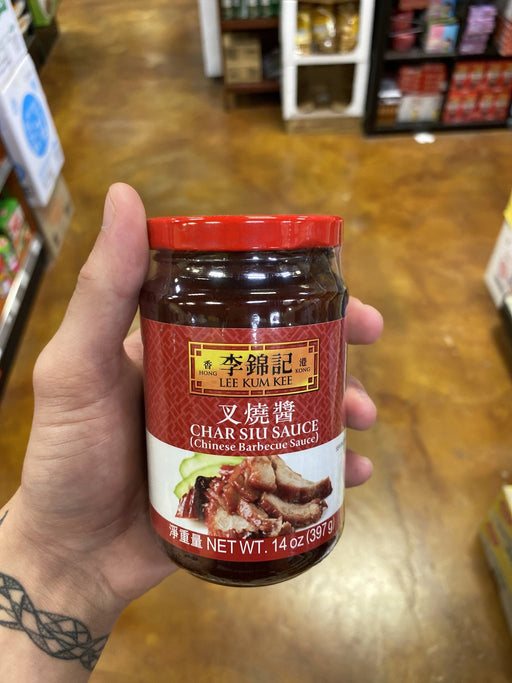 香港
HONG KONG
李錦記
LEE KUM KEE
叉燒醬
CHAR SIU SAUCE
(Chinese Barbecue Sauce)
淨重量 NET WT. 14 oz (397 g)